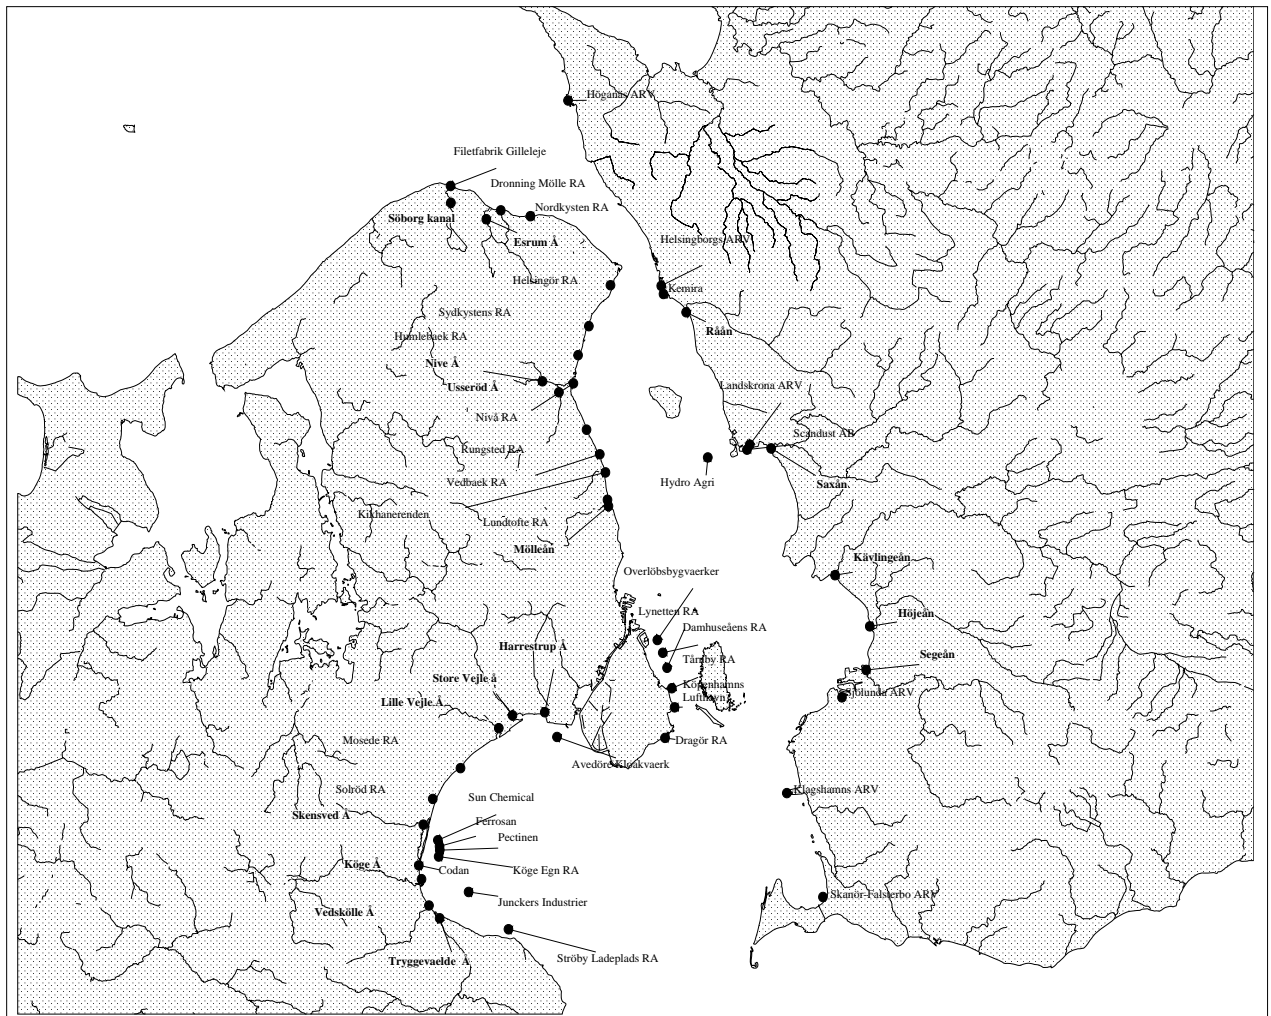 Höganäs ARV
Filetfabrik Gilleleje
Dronning Mölle RA
Nordkysten RA
Söborg kanal
Esrum Å
Helsingborgs ARV
Helsingör RA
Kemira
Sydkystens RA
Råån
Humlebaek RA
Nive Å
Usseröd Å
Landskrona ARV
Nivå RA
Scandust AB
Rungsted RA
Hydro Agri
Saxån
Vedbaek RA
Kikhanerenden
Lundtofte RA
Mölleån
Kävlingeån
Overlöbsbygvaerker
Lynetten RA
Höjeån
Damhuseåens RA
Harrestrup Å
Segeån
Tårnby RA
Store Vejle å
Köpenhamns
Lufthavn
Sjölunda ARV
Lille Vejle Å
Mosede RA
Dragör RA
Avedöre Kloakvaerk
Solröd RA
Klagshamns ARV
Sun Chemical
Skensved Å
Ferrosan
Pectinen
Köge Å
Codan
Köge Egn RA
Skanör-Falsterbo ARV
Junckers Industrier
Vedskölle Å
Tryggevaelde Å
Ströby Ladeplads RA